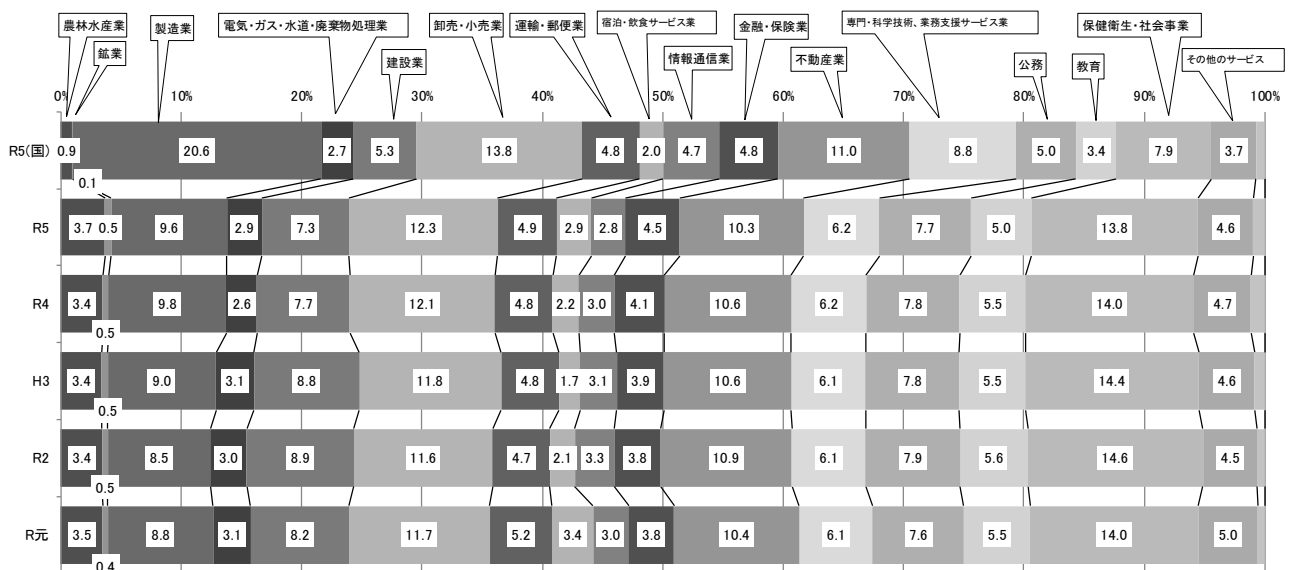 農林水産業
鉱業
製造業
電気・ガス・水道・廃棄物処理業
建設業
卸売・小売業
運輸・郵便業
宿泊・飲食サービス業
情報通信業
金融・保険業
不動産業
専門・科学技術、業務支援サービス業
公務
教育
保健衛生・社会事業
その他のサービス
0% 10% 20% 30% 40% 50% 60% 70% 80% 90% 100%
R5(国) 0.9 20.6 2.7 5.3 13.8 4.8 2.0 4.7 4.8 11.0 8.8 5.0 3.4 7.9 3.7
0.1
R5 3.7 0.5 9.6 2.9 7.3 12.3 4.9 2.9 2.8 4.5 10.3 6.2 7.7 5.0 13.8 4.6
R4 3.4 9.8 2.6 7.7 12.1 4.8 2.2 3.0 4.1 10.6 6.2 7.8 5.5 14.0 4.7
0.5
H3 3.4 9.0 3.1 8.8 11.8 4.8 1.7 3.1 3.9 10.6 6.1 7.8 5.5 14.4 4.6
0.5
R2 3.4 8.5 3.0 8.9 11.6 4.7 2.1 3.3 3.8 10.9 6.1 7.9 5.6 14.6 4.5
0.5
R元 3.5 8.8 3.1 8.2 11.7 5.2 3.4 3.0 3.8 10.4 6.1 7.6 5.5 14.0 5.0
0.4